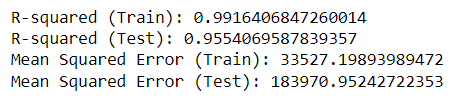 R-squared (Train): 0.9916406847260014
R-squared (Test): 0.9554069587839357
Mean Squared Error (Train): 33527.19893989472
Mean Squared Error (Test): 183970.95242722353